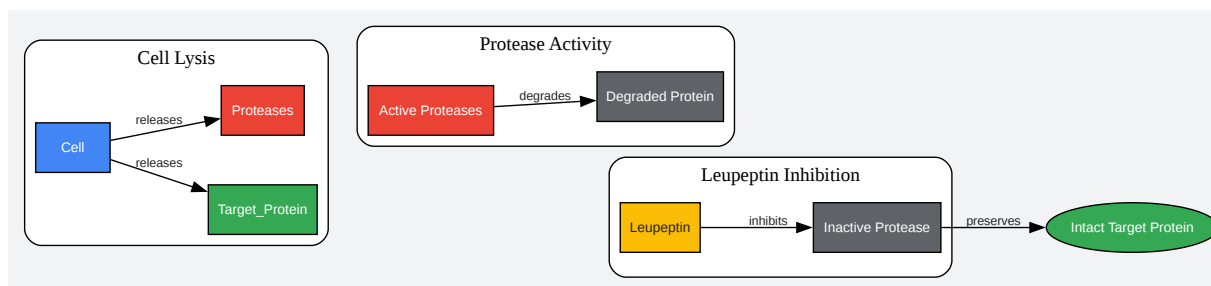 Cell Lysis
Cell
releases
Proteases
releases
Target_Protein
Protease Activity
Active Proteases
degrades
Degraded Protein
Leupeptin Inhibition
Leupeptin
inhibits
Inactive Protease
preserves
Intact Target Protein